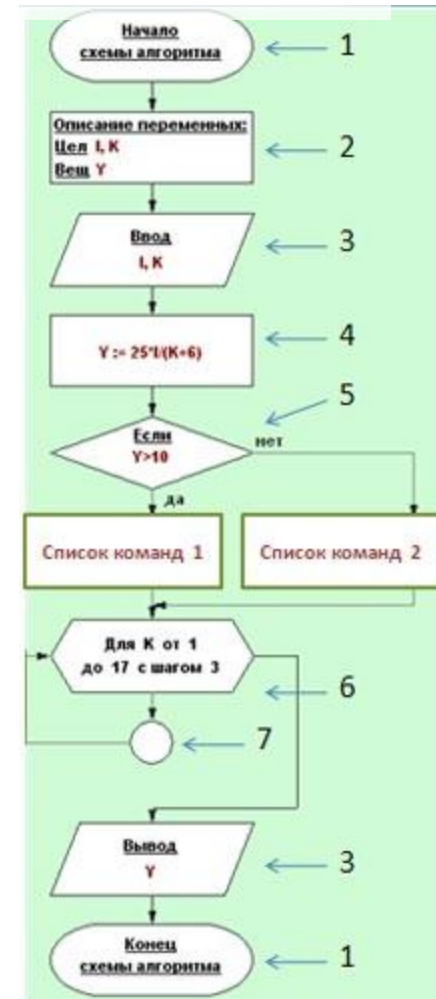 Начало
схемы алгоритма
1
Описание переменных:
Цел I, K
Вещ Y
2
Ввод
I, K
3
Y := 25*I/(K+6)
4
5
Если
Y>10
нет
да
Список команд 1
Список команд 2
Для K от 1
до 17 с шагом 3
6
7
Вывод
Y
3
Конец
схемы алгоритма
1